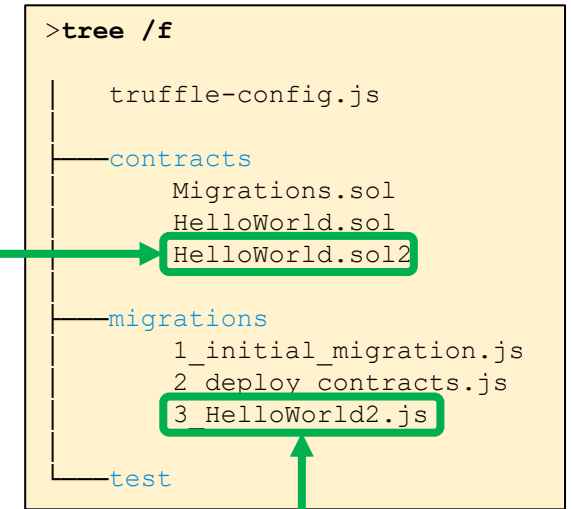 >tree /f
truffle-config.js
contracts
Migrations.sol
HelloWorld.sol
HelloWorld.sol2
migrations
1_initial_migration.js
2_deploy_contracts.js
3_HelloWorld2.js
test